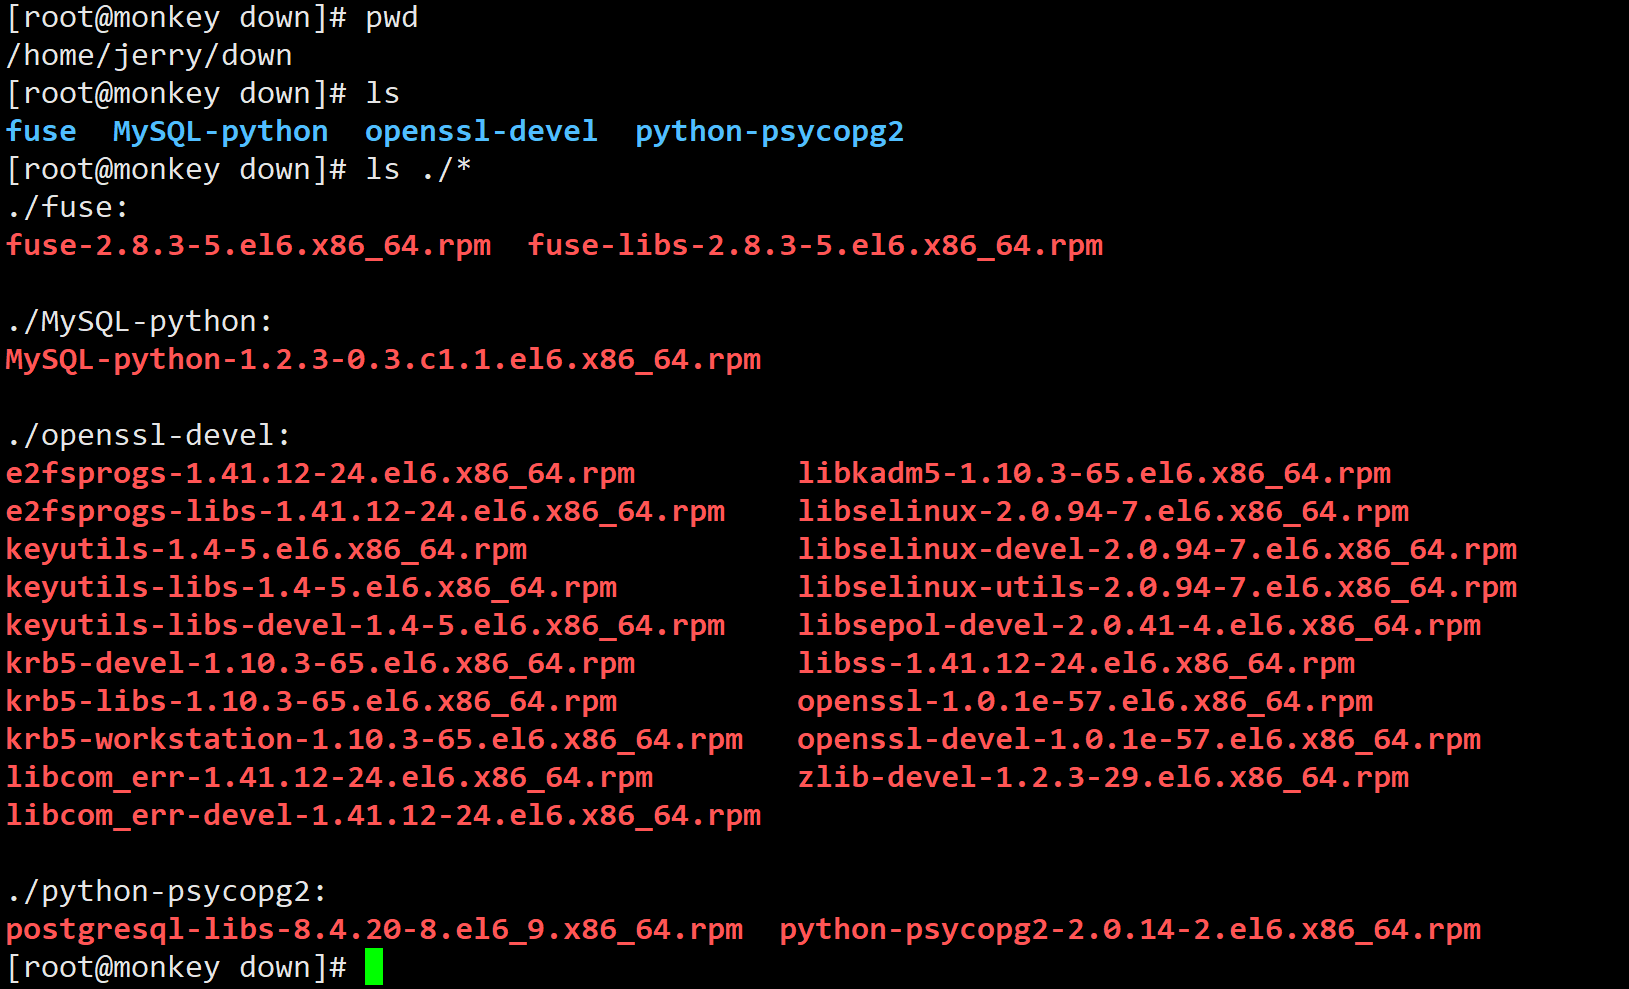 [root@monkey down]# pwd
/home/jerry/down
[root@monkey down]# ls
fuse  MySQL-python  openssl-devel  python-psycopg2
[root@monkey down]# ls ./*
./fuse:
fuse-2.8.3-5.el6.x86_64.rpm  fuse-libs-2.8.3-5.el6.x86_64.rpm

./MySQL-python:
MySQL-python-1.2.3-0.3.c1.1.el6.x86_64.rpm

./openssl-devel:
e2fsprogs-1.41.12-24.el6.x86_64.rpm         libkadm5-1.10.3-65.el6.x86_64.rpm
e2fsprogs-libs-1.41.12-24.el6.x86_64.rpm    libselinux-2.0.94-7.el6.x86_64.rpm
keyutils-1.4-5.el6.x86_64.rpm               libselinux-devel-2.0.94-7.el6.x86_64.rpm
keyutils-libs-1.4-5.el6.x86_64.rpm          libselinux-utils-2.0.94-7.el6.x86_64.rpm
keyutils-libs-devel-1.4-5.el6.x86_64.rpm    libsepol-devel-2.0.41-4.el6.x86_64.rpm
krb5-devel-1.10.3-65.el6.x86_64.rpm         libss-1.41.12-24.el6.x86_64.rpm
krb5-libs-1.10.3-65.el6.x86_64.rpm          openssl-1.0.1e-57.el6.x86_64.rpm
krb5-workstation-1.10.3-65.el6.x86_64.rpm   openssl-devel-1.0.1e-57.el6.x86_64.rpm
libcom_err-1.41.12-24.el6.x86_64.rpm        zlib-devel-1.2.3-29.el6.x86_64.rpm
libcom_err-devel-1.41.12-24.el6.x86_64.rpm

./python-psycopg2:
postgresql-libs-8.4.20-8.el6_9.x86_64.rpm  python-psycopg2-2.0.14-2.el6.x86_64.rpm
[root@monkey down]#